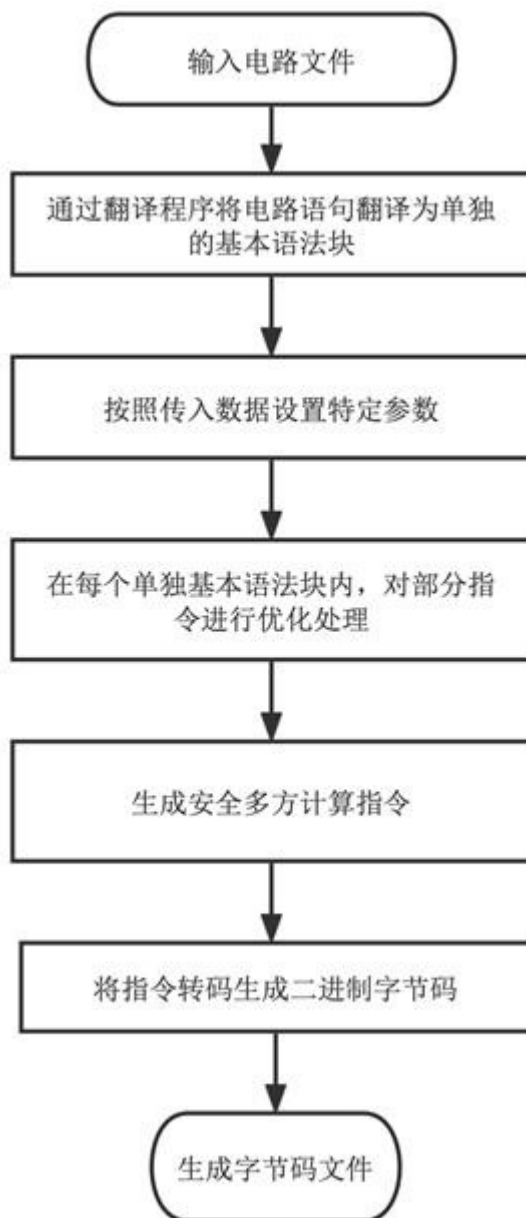 输入电路文件
通过翻译程序将电路语句翻译为单独
的基本语法块
按照传入数据设置特定参数
在每个单独基本语法块内，对部分指
令进行优化处理
生成安全多方计算指令
将指令转码生成二进制字节码
生成字节码文件